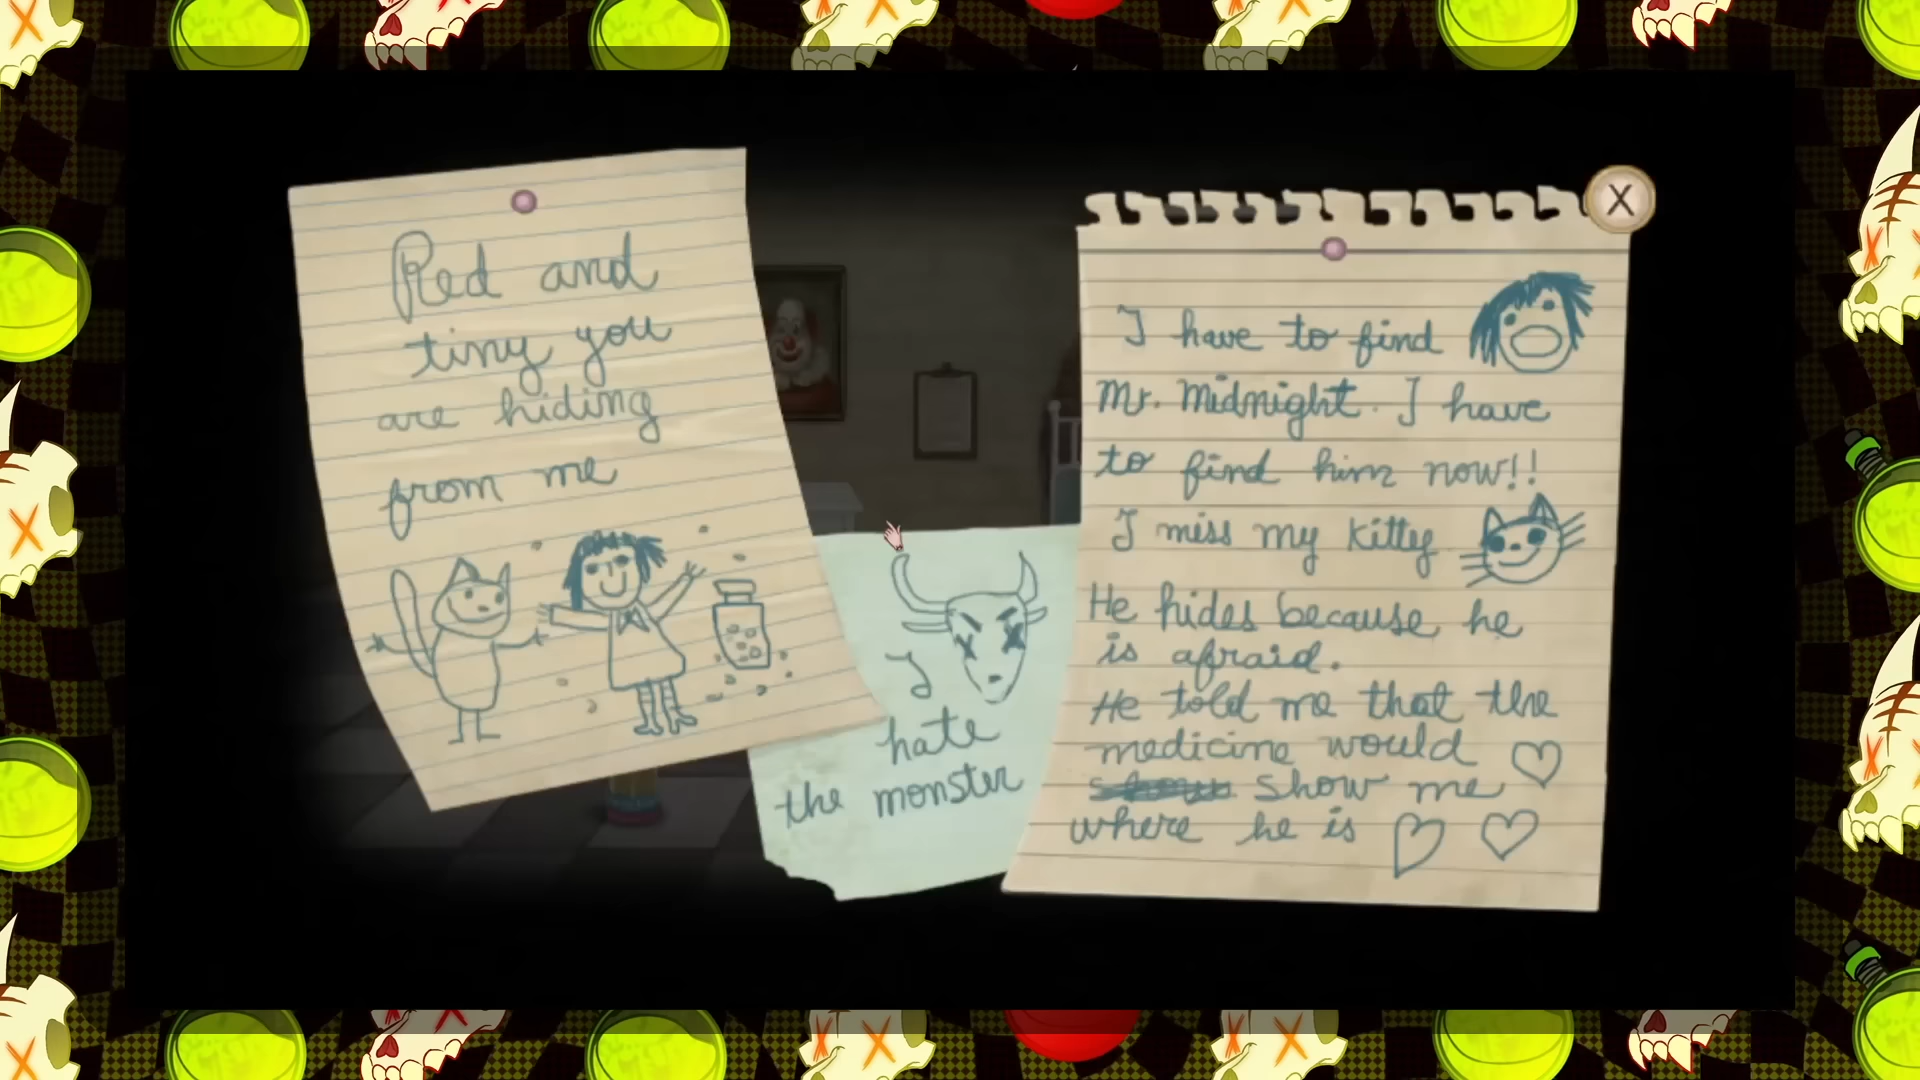 Red and
tiny you
are hiding
from me
I
hate
the monster
X
I have to find
Mr. Midnight. I have
to find him now!!
I miss my kitty
He hides because he
is afraid.
He told me that the
medicine would
show me
where he is